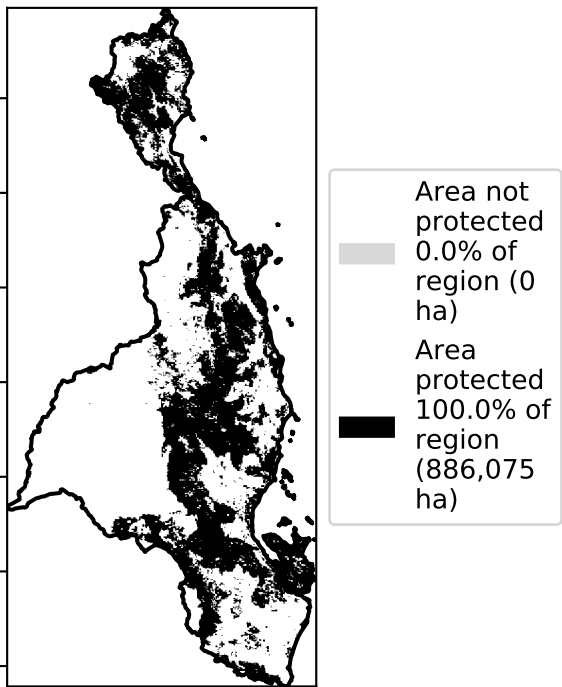 Area not
protected
0.0% of
region (0
ha)
Area
protected
100.0% of
region
(886,075
ha)